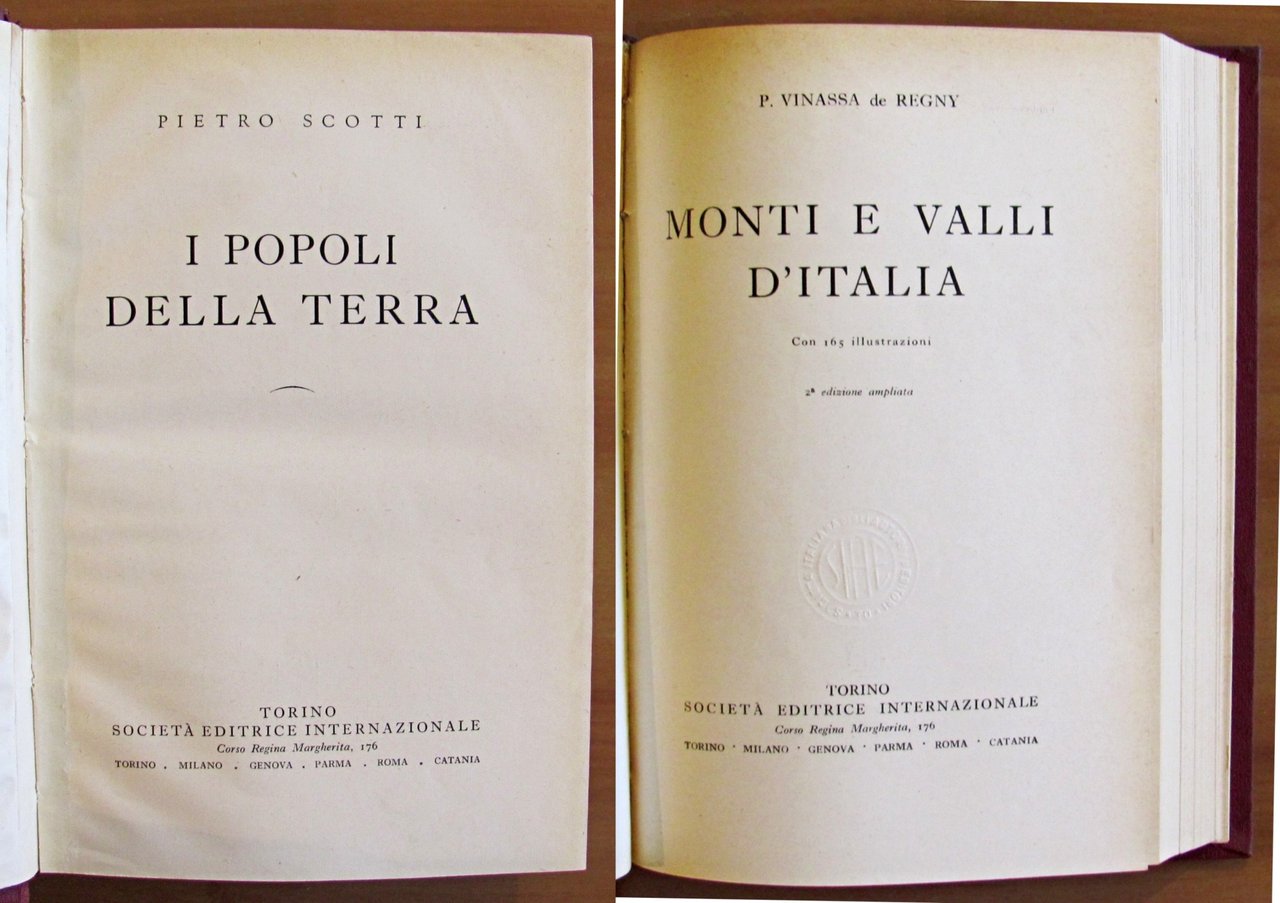 PIETRO SCOTTI
I POPOLI
DELLA TERRA
TORINO
SOCIETÀ EDITRICE INTERNAZIONALE
Corso Regina Margherita, 176
TORINO . MILANO . GENOVA . PARMA . ROMA . CATANIA
P. VINASSA de REGNY
MONTI E VALLI
D'ITALIA
Con 165 illustrazioni
2ª edizione ampliata
TORINO
SOCIETÀ EDITRICE INTERNAZIONALE
Corso Regina Margherita, 176
TORINO · MILANO · GENOVA · PARMA · ROMA · CATANIA